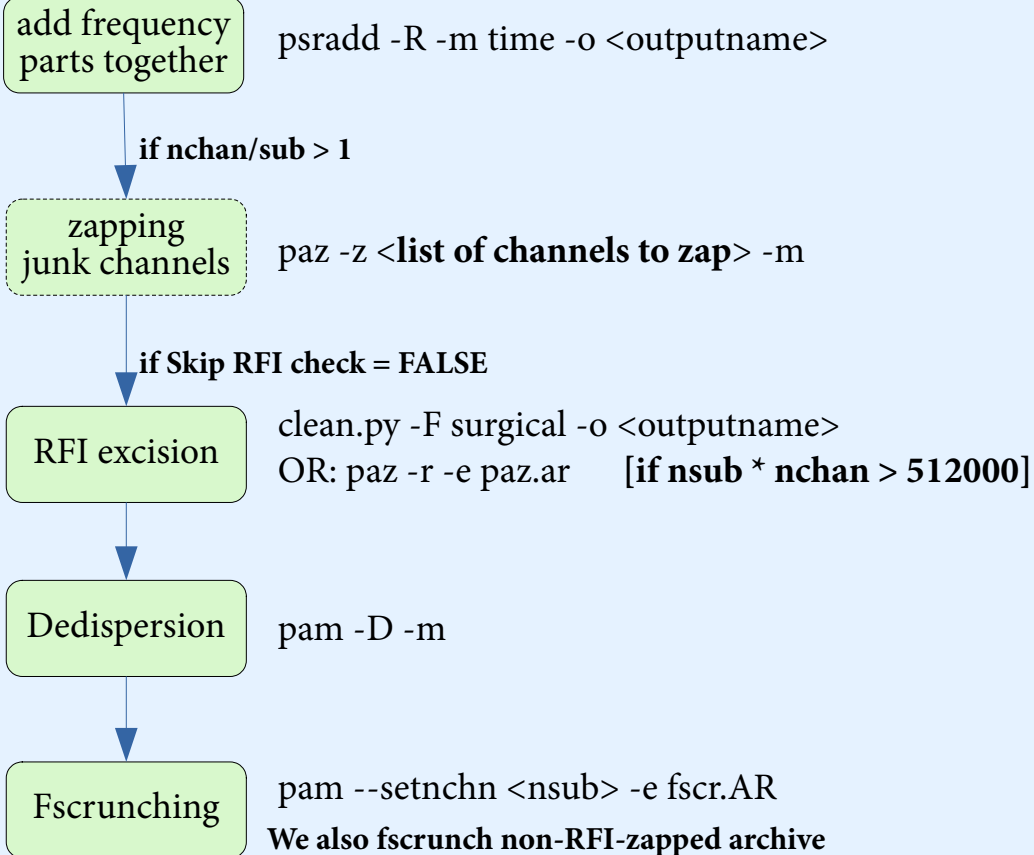 add frequency
parts together
psradd -R -m time -o <outputname>
if nchan/sub > 1
zapping
junk channels
paz -z <list of channels to zap> -m
if Skip RFI check = FALSE
RFI excision
clean.py -F surgical -o <outputname>
OR: paz -r -e paz.ar [if nsub * nchan > 512000]
Dedispersion
pam -D -m
Fscrunching
pam --setnchn <nsub> -e fscr.AR
We also fscrunch non-RFI-zapped archive